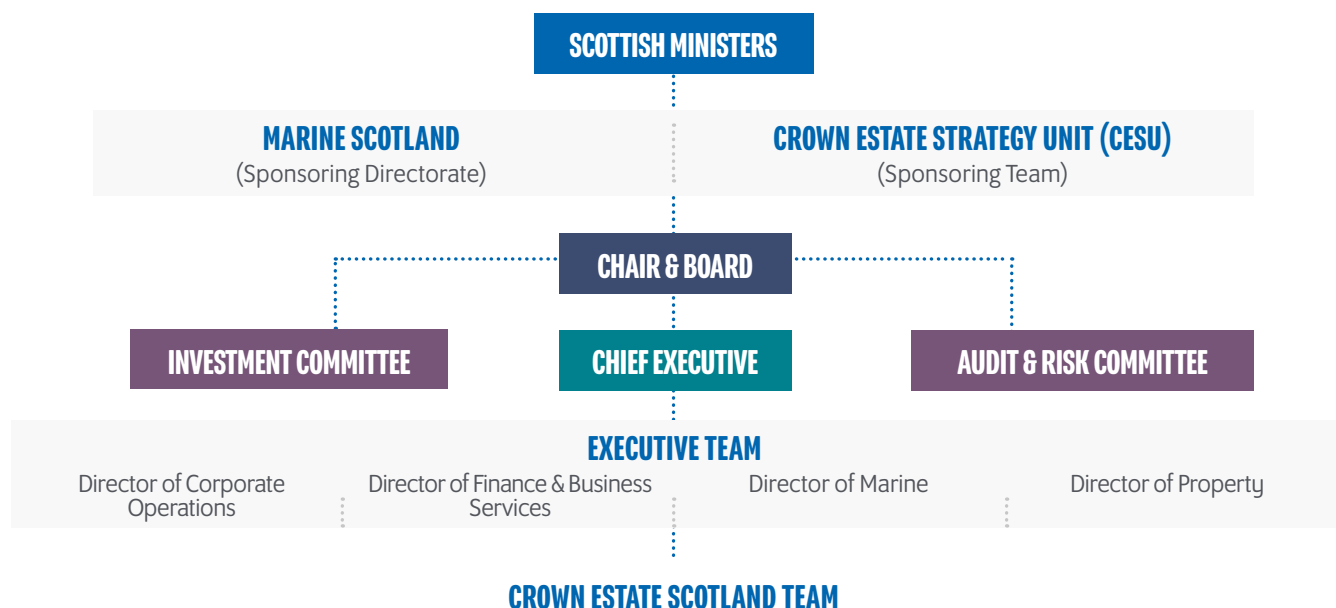 SCOTTISH MINISTERS
MARINE SCOTLAND
(Sponsoring Directorate)
CROWN ESTATE STRATEGY UNIT (CESU)
(Sponsoring Team)
CHAIR & BOARD
INVESTMENT COMMITTEE
CHIEF EXECUTIVE
AUDIT & RISK COMMITTEE
EXECUTIVE TEAM
Director of Corporate
Operations
Director of Finance & Business
Services
Director of Marine
Director of Property
CROWN ESTATE SCOTLAND TEAM